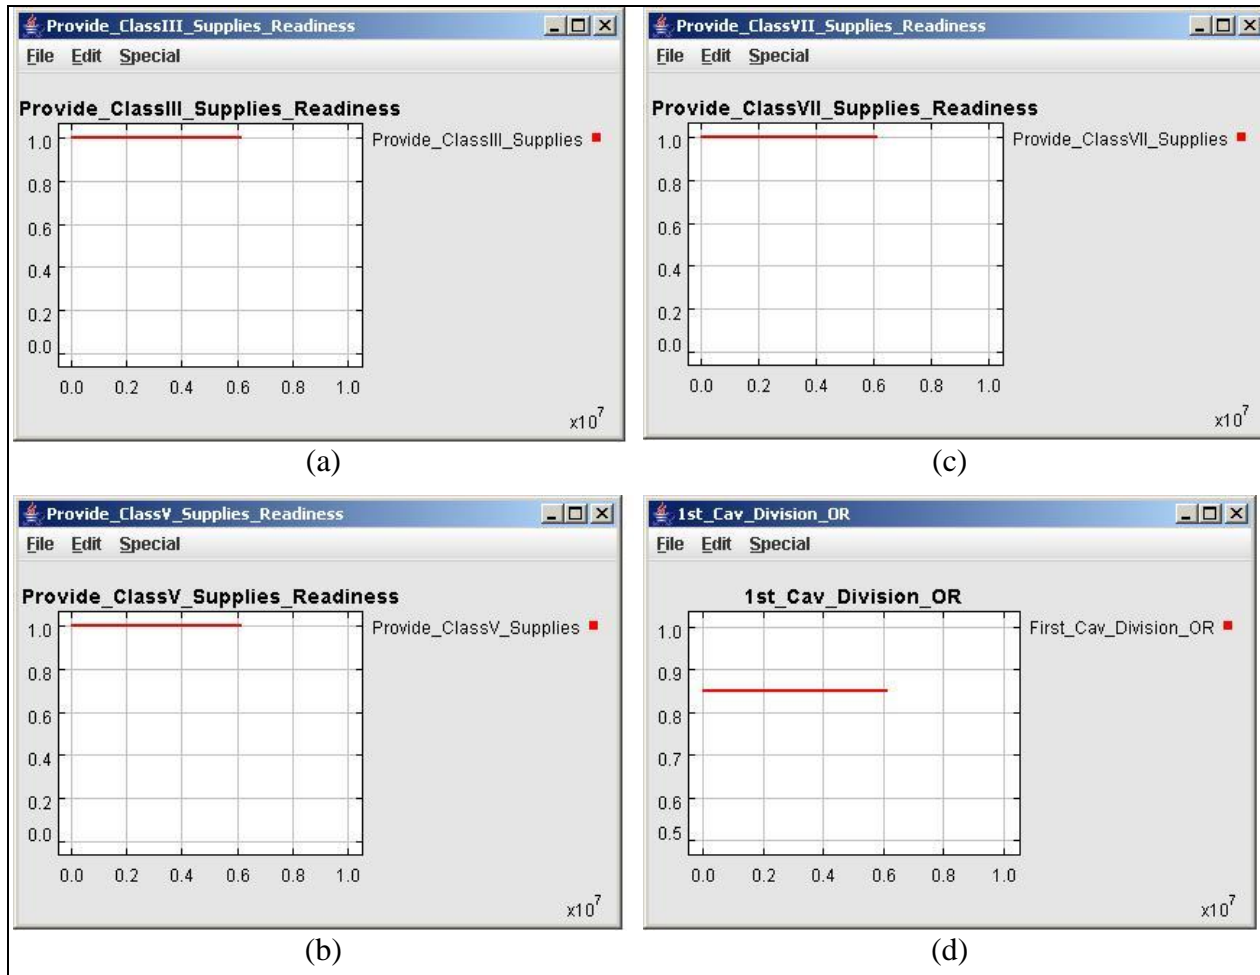 Provide_ClassIII_Supplies_Readiness
File Edit Special
Provide_ClassIII_Supplies_Readiness
Provide_ClassIII_Supplies
1.0
0.8
0.6
0.4
0.2
0.0
0.0 0.2 0.4 0.6 0.8 1.0
x10^7
(a)
Provide_ClassVII_Supplies_Readiness
File Edit Special
Provide_ClassVII_Supplies_Readiness
Provide_ClassVII_Supplies
1.0
0.8
0.6
0.4
0.2
0.0
0.0 0.2 0.4 0.6 0.8 1.0
x10^7
(c)
Provide_ClassV_Supplies_Readiness
File Edit Special
Provide_ClassV_Supplies_Readiness
Provide_ClassV_Supplies
1.0
0.8
0.6
0.4
0.2
0.0
0.0 0.2 0.4 0.6 0.8 1.0
x10^7
(b)
1st_Cav_Division_OR
File Edit Special
1st_Cav_Division_OR
First_Cav_Division_OR
1.0
0.9
0.8
0.7
0.6
0.5
0.0 0.2 0.4 0.6 0.8 1.0
x10^7
(d)